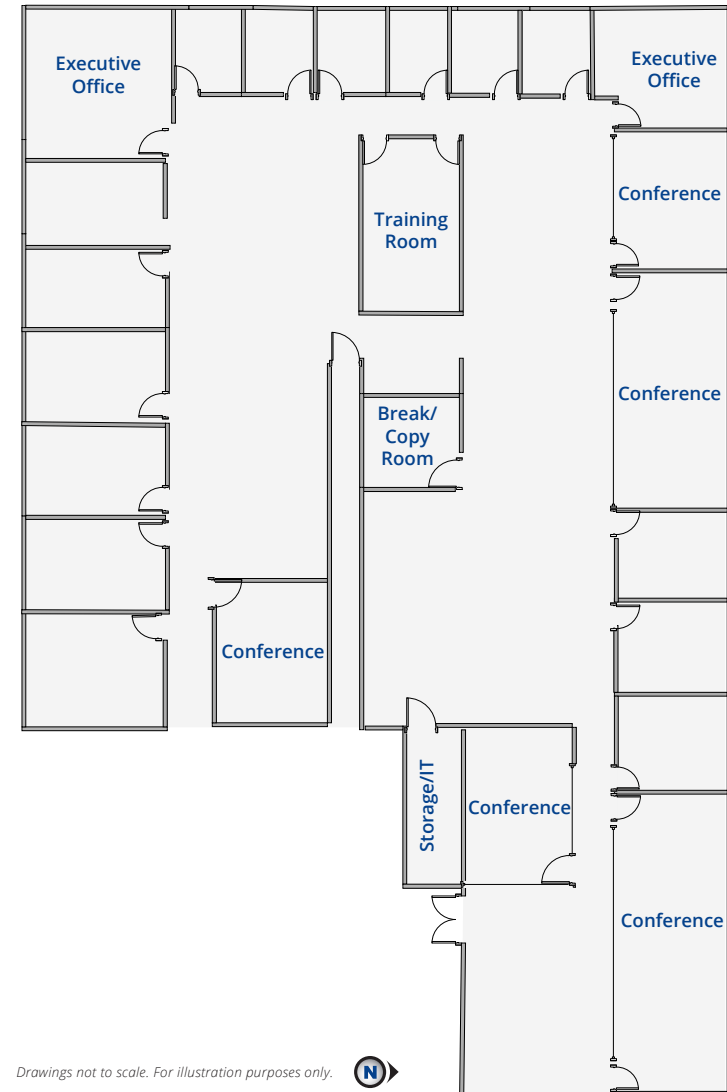 Executive
Office
Executive
Office
Conference
Training
Room
Conference
Break/
Copy
Room
Conference
Storage/IT
Conference
Conference
Drawings not to scale. For illustration purposes only.
N